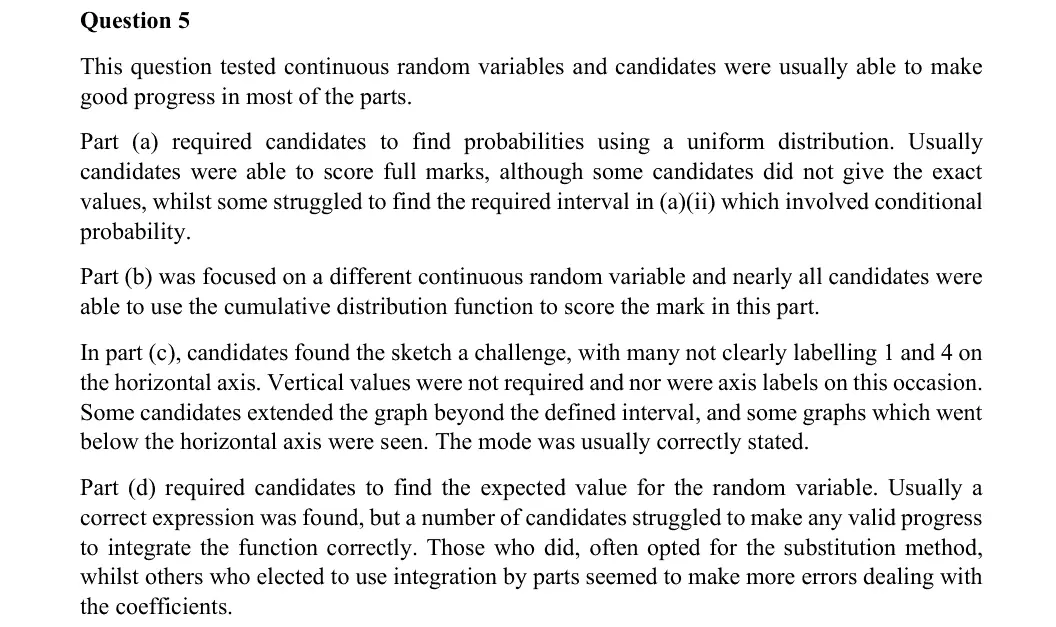 Question 5
This question tested continuous random variables and candidates were usually able to make
good progress in most of the parts.
Part (a) required candidates to find probabilities using a uniform distribution. Usually
candidates were able to score full marks, although some candidates did not give the exact
values, whilst some struggled to find the required interval in (a)(ii) which involved conditional
probability.
Part (b) was focused on a different continuous random variable and nearly all candidates were
able to use the cumulative distribution function to score the mark in this part.
In part (c), candidates found the sketch a challenge, with many not clearly labelling 1 and 4 on
the horizontal axis. Vertical values were not required and nor were axis labels on this occasion.
Some candidates extended the graph beyond the defined interval, and some graphs which went
below the horizontal axis were seen. The mode was usually correctly stated.
Part (d) required candidates to find the expected value for the random variable. Usually a
correct expression was found, but a number of candidates struggled to make any valid progress
to integrate the function correctly. Those who did, often opted for the substitution method,
whilst others who elected to use integration by parts seemed to make more errors dealing with
the coefficients.